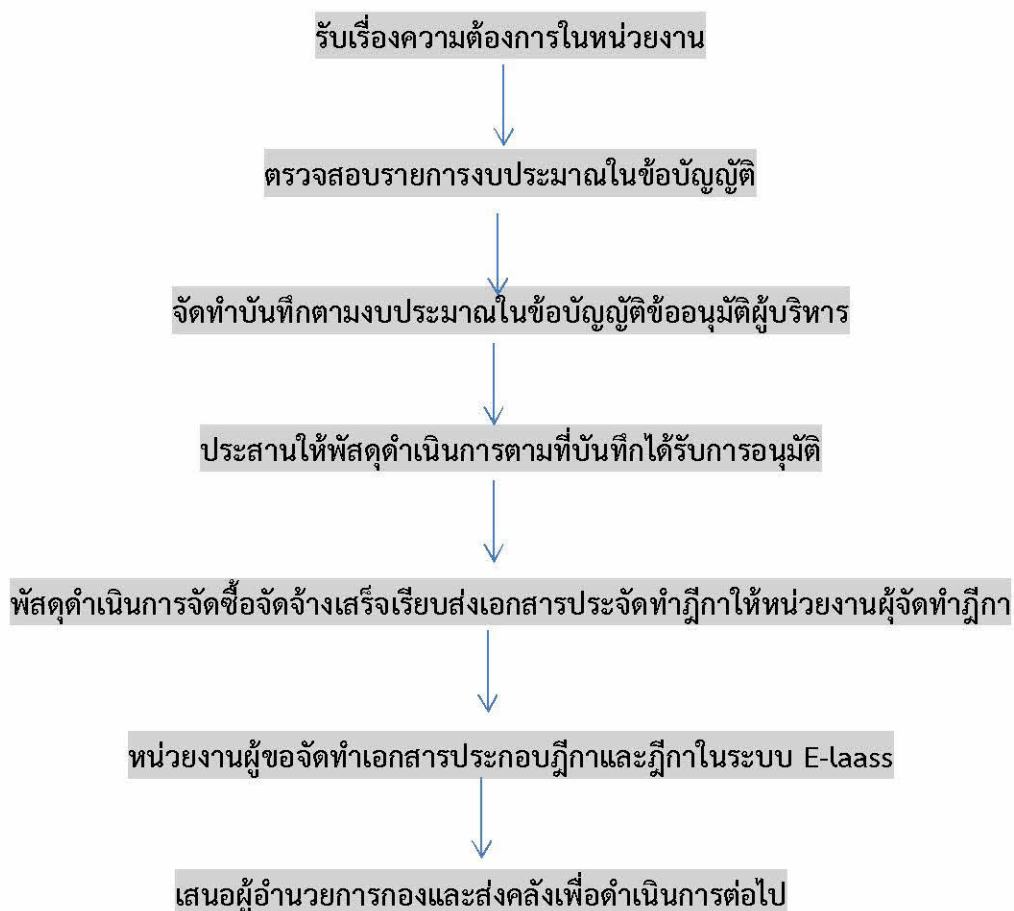 รับเรื่องความต้องการในหน่วยงาน
ตรวจสอบรายการงบประมาณในข้อบัญญัติ
จัดทำบันทึกตามงบประมาณในข้อบัญญัติข้ออนุมัติผู้บริหาร
ประสานให้พัสดุดำเนินการตามที่บันทึกได้รับการอนุมัติ
พัสดุดำเนินการจัดซื้อจัดจ้างเสร็จเรียบส่งเอกสารประจัดทำฎีกาให้หน่วยงานผุ้จัดทำฎีกา
หน่วยงานผู้ขอจัดทำเอกสารประกอบฎีกาและฎีกาในระบบ E-laass
เสนอผู้อำนวยการกองและส่งคลังเพื่อดำเนินการต่อไป